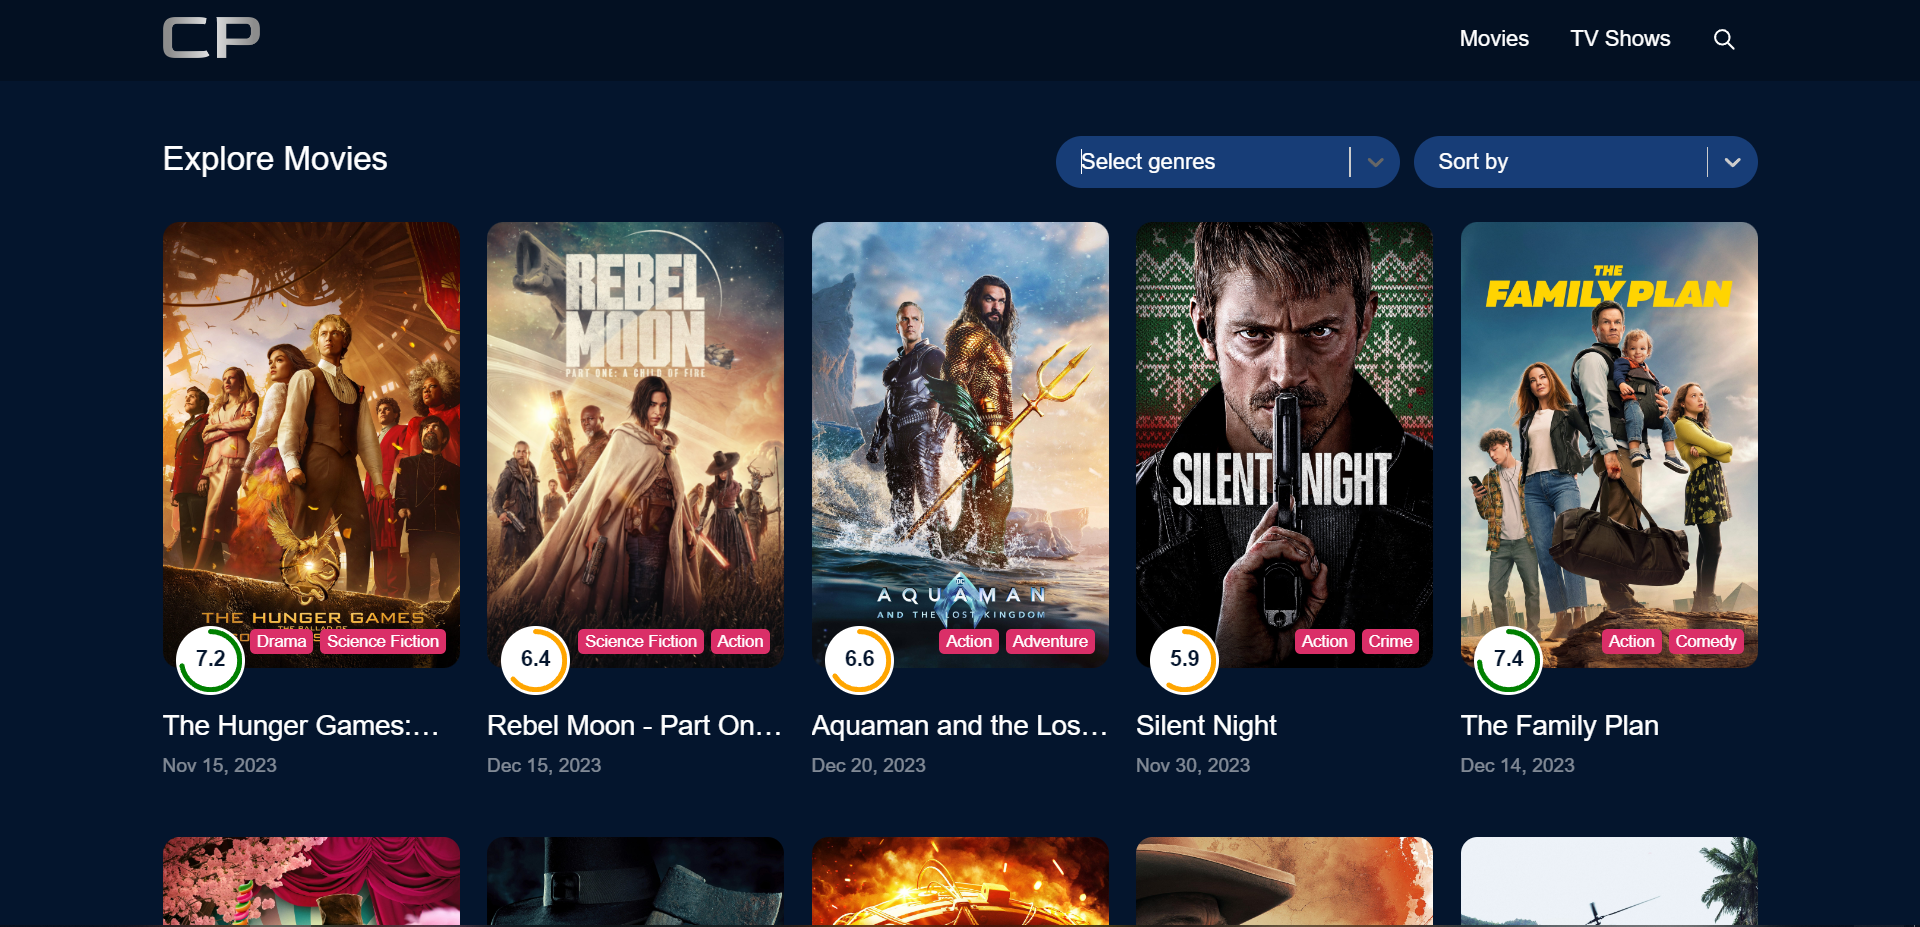 CP
Movies
TV Shows
Explore Movies
Select genres
Sort by
THE HUNGER GAMES
THE BALLAD OF
Drama
Science Fiction
7.2
The Hunger Games:...
Nov 15, 2023
REBEL
MOON
PART ONE: A CHILD OF FIRE
Science Fiction
Action
6.4
Rebel Moon - Part On...
Dec 15, 2023
DC
AQUAMAN
AND THE LOST KINGDOM
Action
Adventure
6.6
Aquaman and the Los...
Dec 20, 2023
SILENT NIGHT
Action
Crime
5.9
Silent Night
Nov 30, 2023
THE
FAMILY PLAN
Action
Comedy
7.4
The Family Plan
Dec 14, 2023